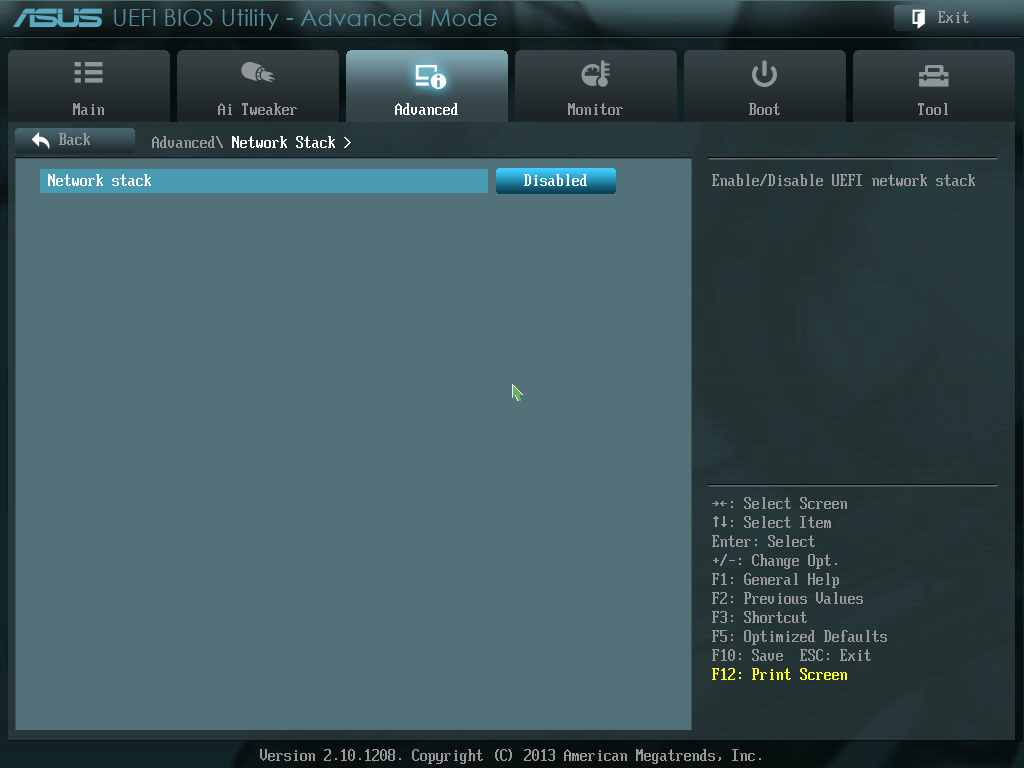 ASUS UEFI BIOS Utility - Advanced Mode
Exit
Main
Ai Tweaker
Advanced
Monitor
Boot
Tool
Back
Advanced\ Network Stack >
Network stack
Disabled
Enable/Disable UEFI network stack
→←: Select Screen
↑↓: Select Item
Enter: Select
+/-: Change Opt.
F1: General Help
F2: Previous Values
F3: Shortcut
F5: Optimized Defaults
F10: Save  ESC: Exit
F12: Print Screen
Version 2.10.1208. Copyright (C) 2013 American Megatrends, Inc.